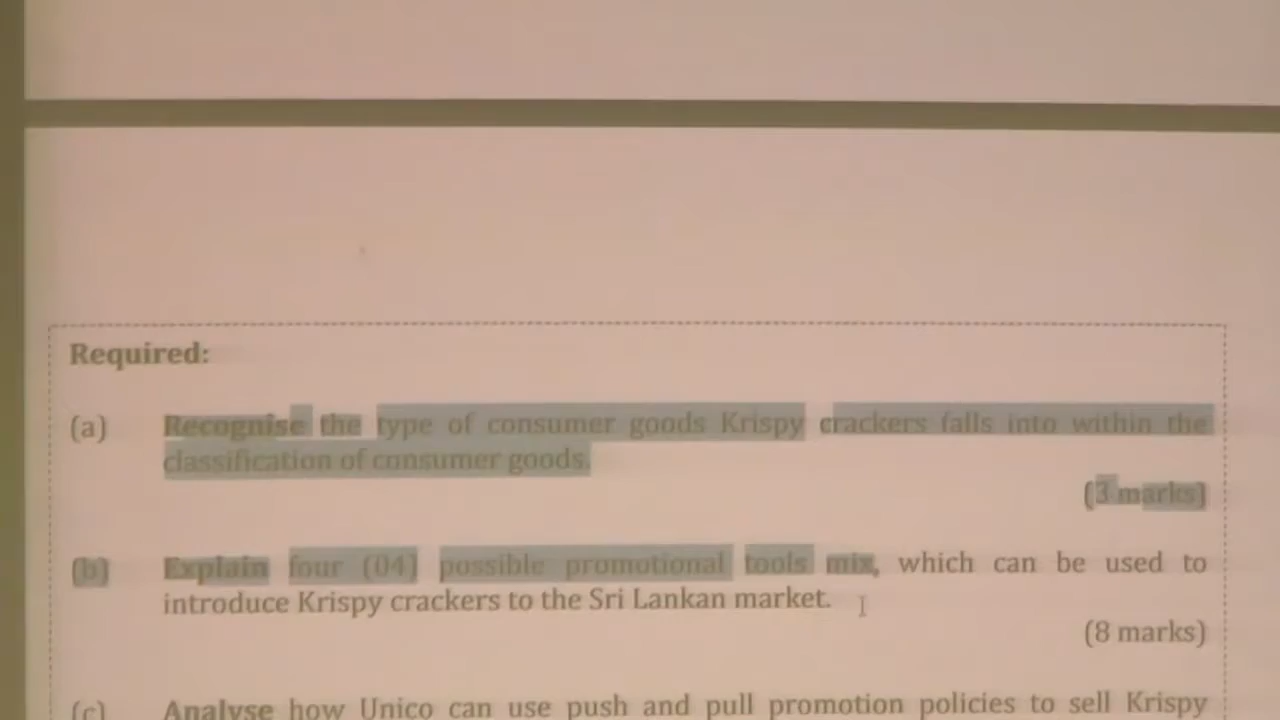 Required:
(a) Recognise the type of consumer goods Krispy crackers falls into within the
classification of consumer goods.
(3 marks)
(b) Explain four (04) possible promotional tools mix, which can be used to
introduce Krispy crackers to the Sri Lankan market.
(8 marks)
(c) Analyse how Unico can use push and pull promotion policies to sell Krispy